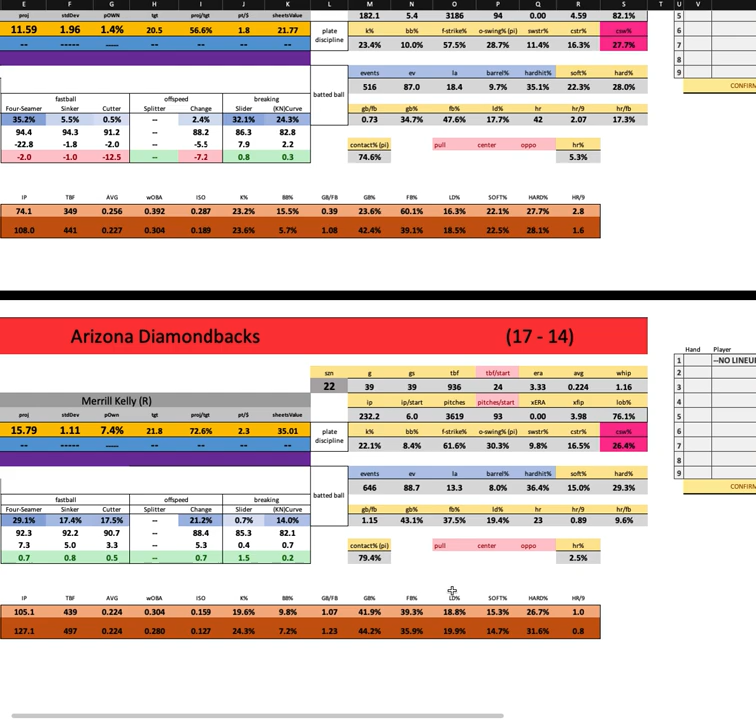 E F G H I J K L M N O P Q R S T U V
proj stdDev pOWN tgt proj/tgt pt/$ sheetsValue 182.1 5.4 3186 94 0.00 4.59 82.1% 5
11.59 1.96 1.4% 20.5 56.6% 1.8 21.77 plate discipline k% bb% f-strike% o-swing% (pi) swstr% cstr% csw% 6
-- ----- -- -- -- -- 23.4% 10.0% 57.5% 28.7% 11.4% 16.3% 27.7% 7
8
batted ball events ev la barrel% hardhit% soft% hard% 9
516 87.0 18.4 9.7% 35.1% 22.3% 28.0% CONFIRM
fastball offspeed breaking
Four-Seamer Sinker Cutter Splitter Change Slider (KN)Curve gb/fb gb% fb% ld% hr hr/9 hr/fb
35.2% 5.5% 0.5% -- 2.4% 32.1% 24.3% 0.73 34.7% 47.6% 17.7% 42 2.07 17.3%
94.4 94.3 91.2 -- 88.2 86.3 82.8
-22.8 -1.8 -2.0 -- -5.5 7.9 2.2 contact% (pi) pull center oppo hr%
-2.0 -1.0 -12.5 -- -7.2 0.8 0.3 74.6% 5.3%
IP TBF AVG wOBA ISO K% BB% GB/FB GB% FB% LD% SOFT% HARD% HR/9
74.1 349 0.256 0.392 0.287 23.2% 15.5% 0.39 23.6% 60.1% 16.3% 22.1% 27.7% 2.8
108.0 441 0.227 0.304 0.189 23.6% 5.7% 1.08 42.4% 39.1% 18.5% 22.5% 28.1% 1.6
Arizona Diamondbacks (17 - 14)
Hand Player
1 --NO LINEU
szn g gs tbf tbf/start era avg whip 2
22 39 39 936 24 3.33 0.224 1.16 3
Merrill Kelly (R) ip ip/start pitches pitches/start xERA xfip lob% 4
proj stdDev pOwn tgt proj/tgt pt/$ sheetsValue 232.2 6.0 3619 93 0.00 3.98 76.1% 5
15.79 1.11 7.4% 21.8 72.6% 2.3 35.01 plate discipline k% bb% f-strike% o-swing% (pi) swstr% cstr% csw% 6
-- ----- -- -- -- -- 22.1% 8.4% 61.6% 30.3% 9.8% 16.5% 26.4% 7
8
batted ball events ev la barrel% hardhit% soft% hard% 9
646 88.7 13.3 8.0% 36.4% 15.0% 29.3% CONFIRM
fastball offspeed breaking
Four-Seamer Sinker Cutter Splitter Change Slider (KN)Curve gb/fb gb% fb% ld% hr hr/9 hr/fb
29.1% 17.4% 17.5% -- 21.2% 0.7% 14.0% 1.15 43.1% 37.5% 19.4% 23 0.89 9.6%
92.3 92.2 90.7 -- 88.4 85.3 82.1
7.3 5.0 3.3 -- 5.3 0.4 0.7 contact% (pi) pull center oppo hr%
0.7 0.8 0.5 -- 0.7 1.5 0.2 79.4% 2.5%
IP TBF AVG wOBA ISO K% BB% GB/FB GB% FB% LD% SOFT% HARD% HR/9
105.1 439 0.224 0.304 0.159 19.6% 9.8% 1.07 41.9% 39.3% 18.8% 15.3% 26.7% 1.0
127.1 497 0.224 0.280 0.127 24.3% 7.2% 1.23 44.2% 35.9% 19.9% 14.7% 31.6% 0.8